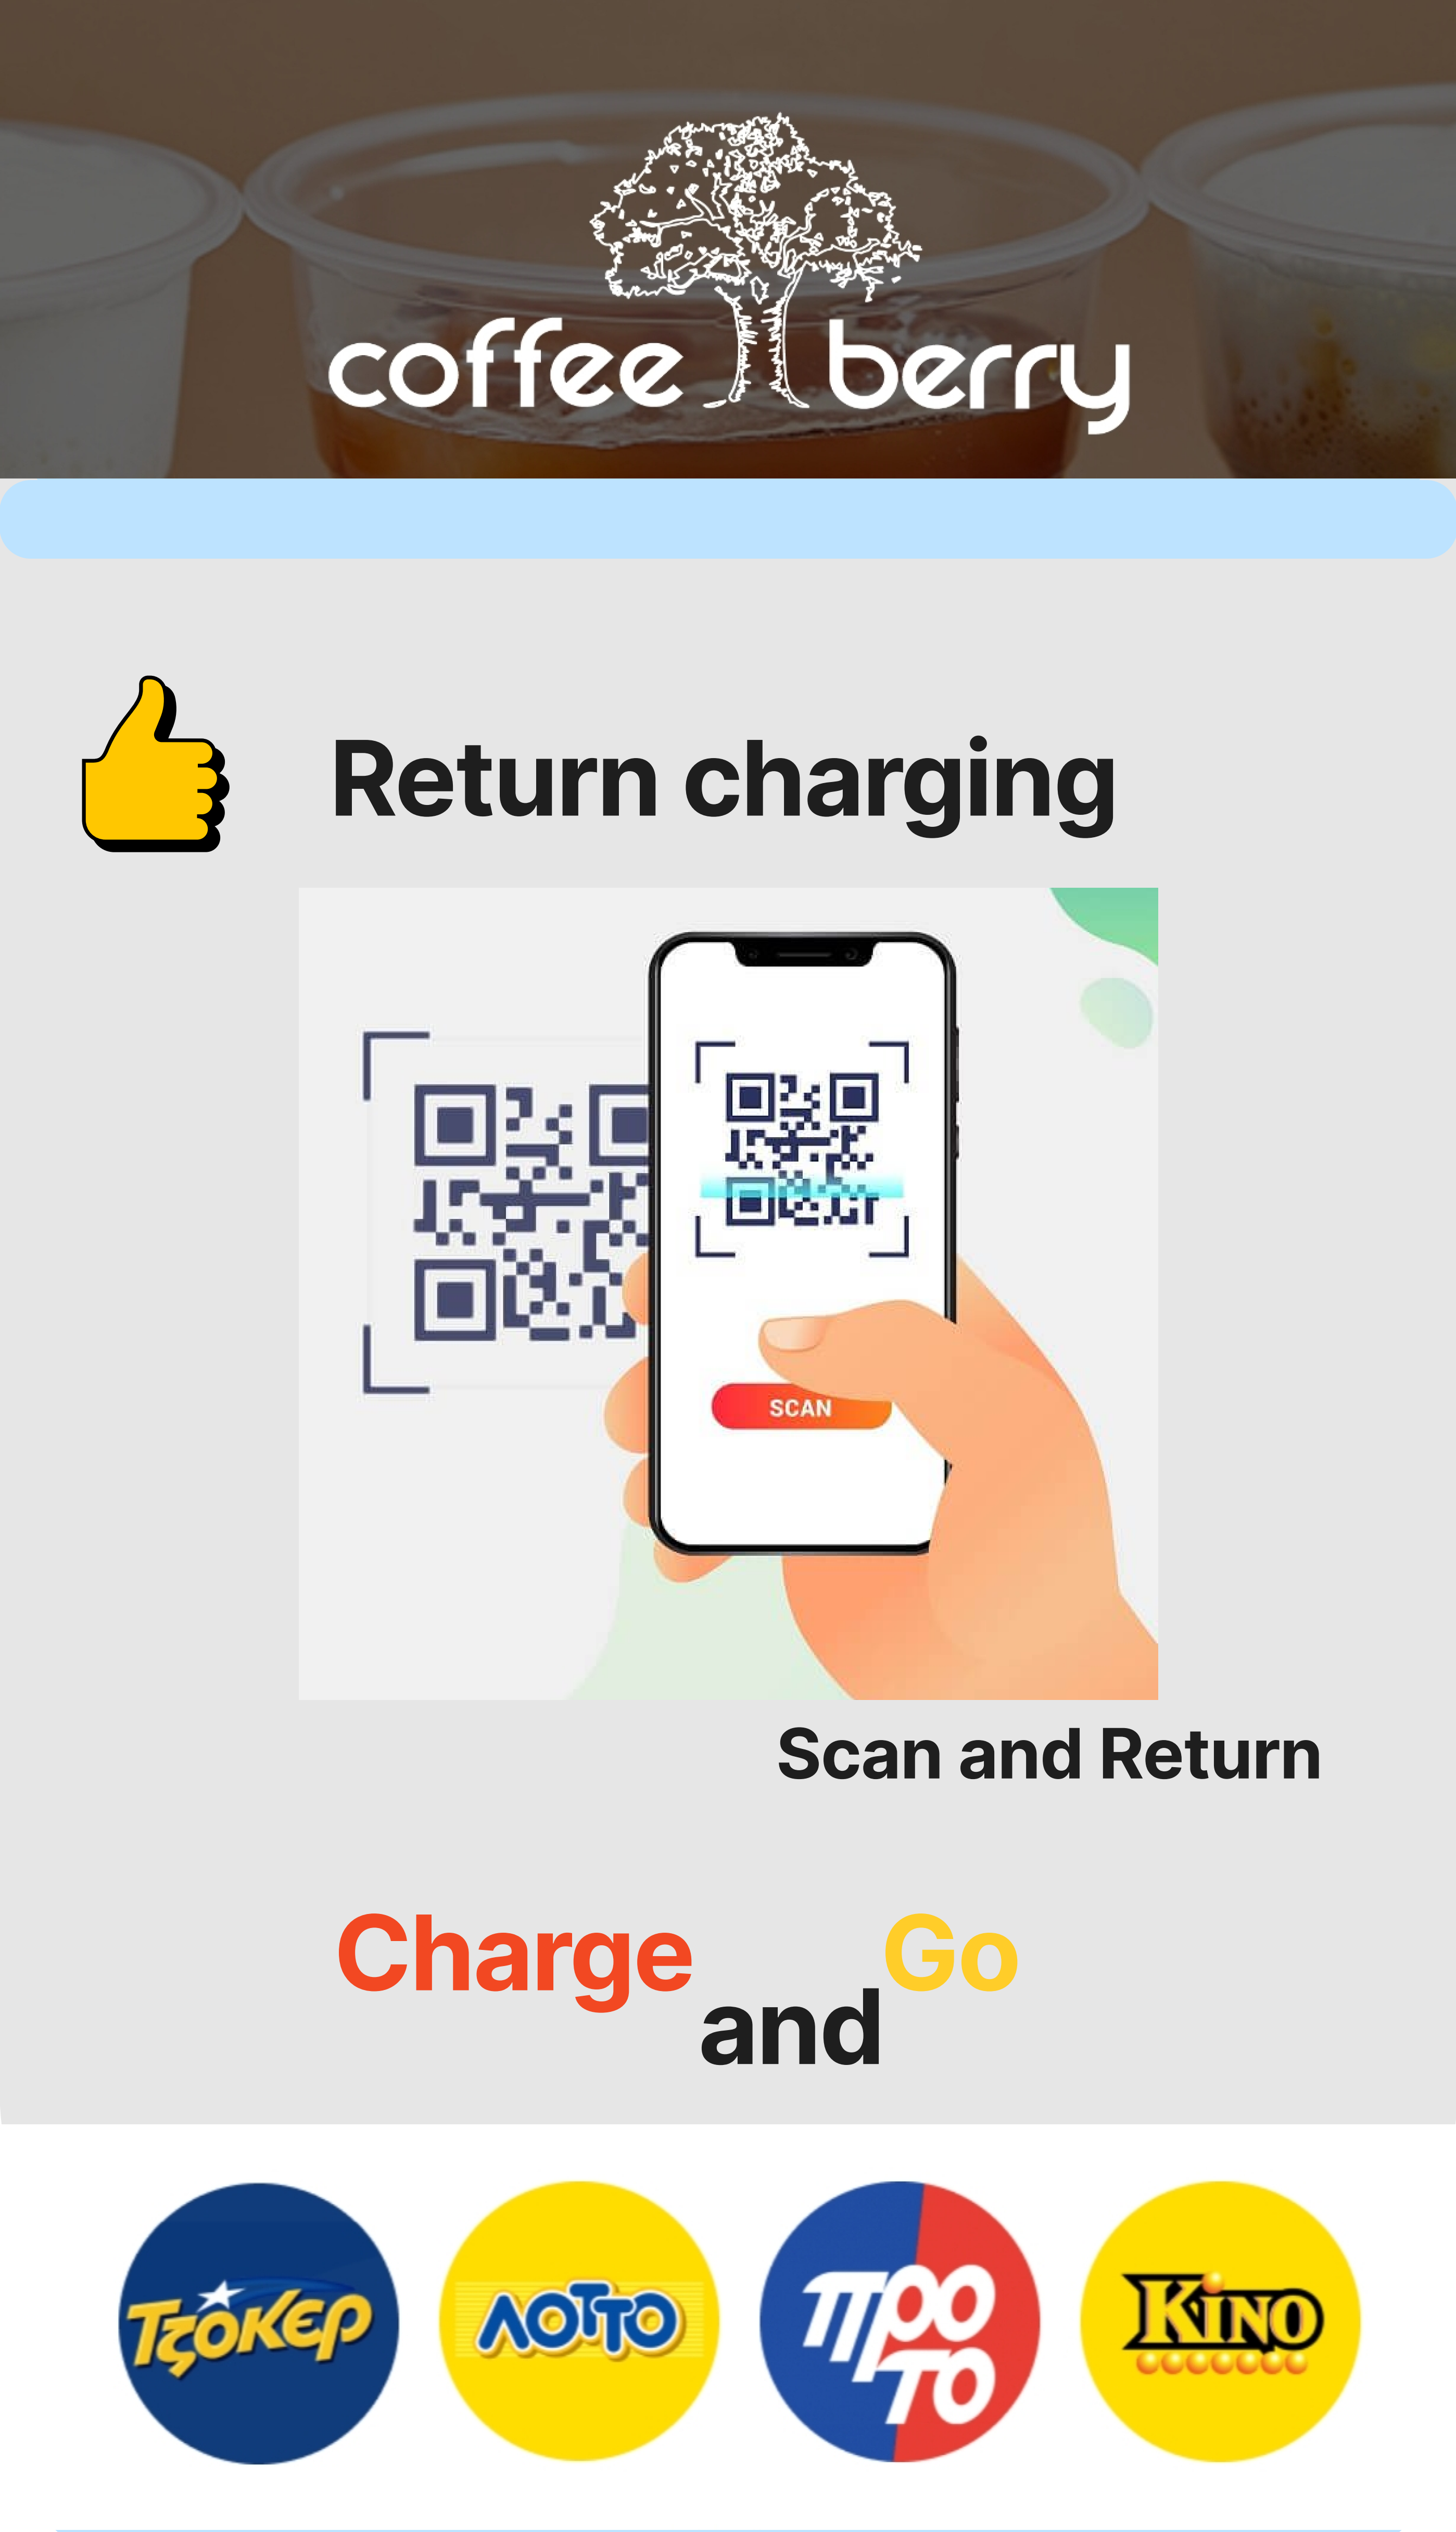 coffee berry
Return charging
SCAN
Scan and Return
Charge and Go
Τζόκερ
ΛΟΤΤΟ
προ
το
KINO